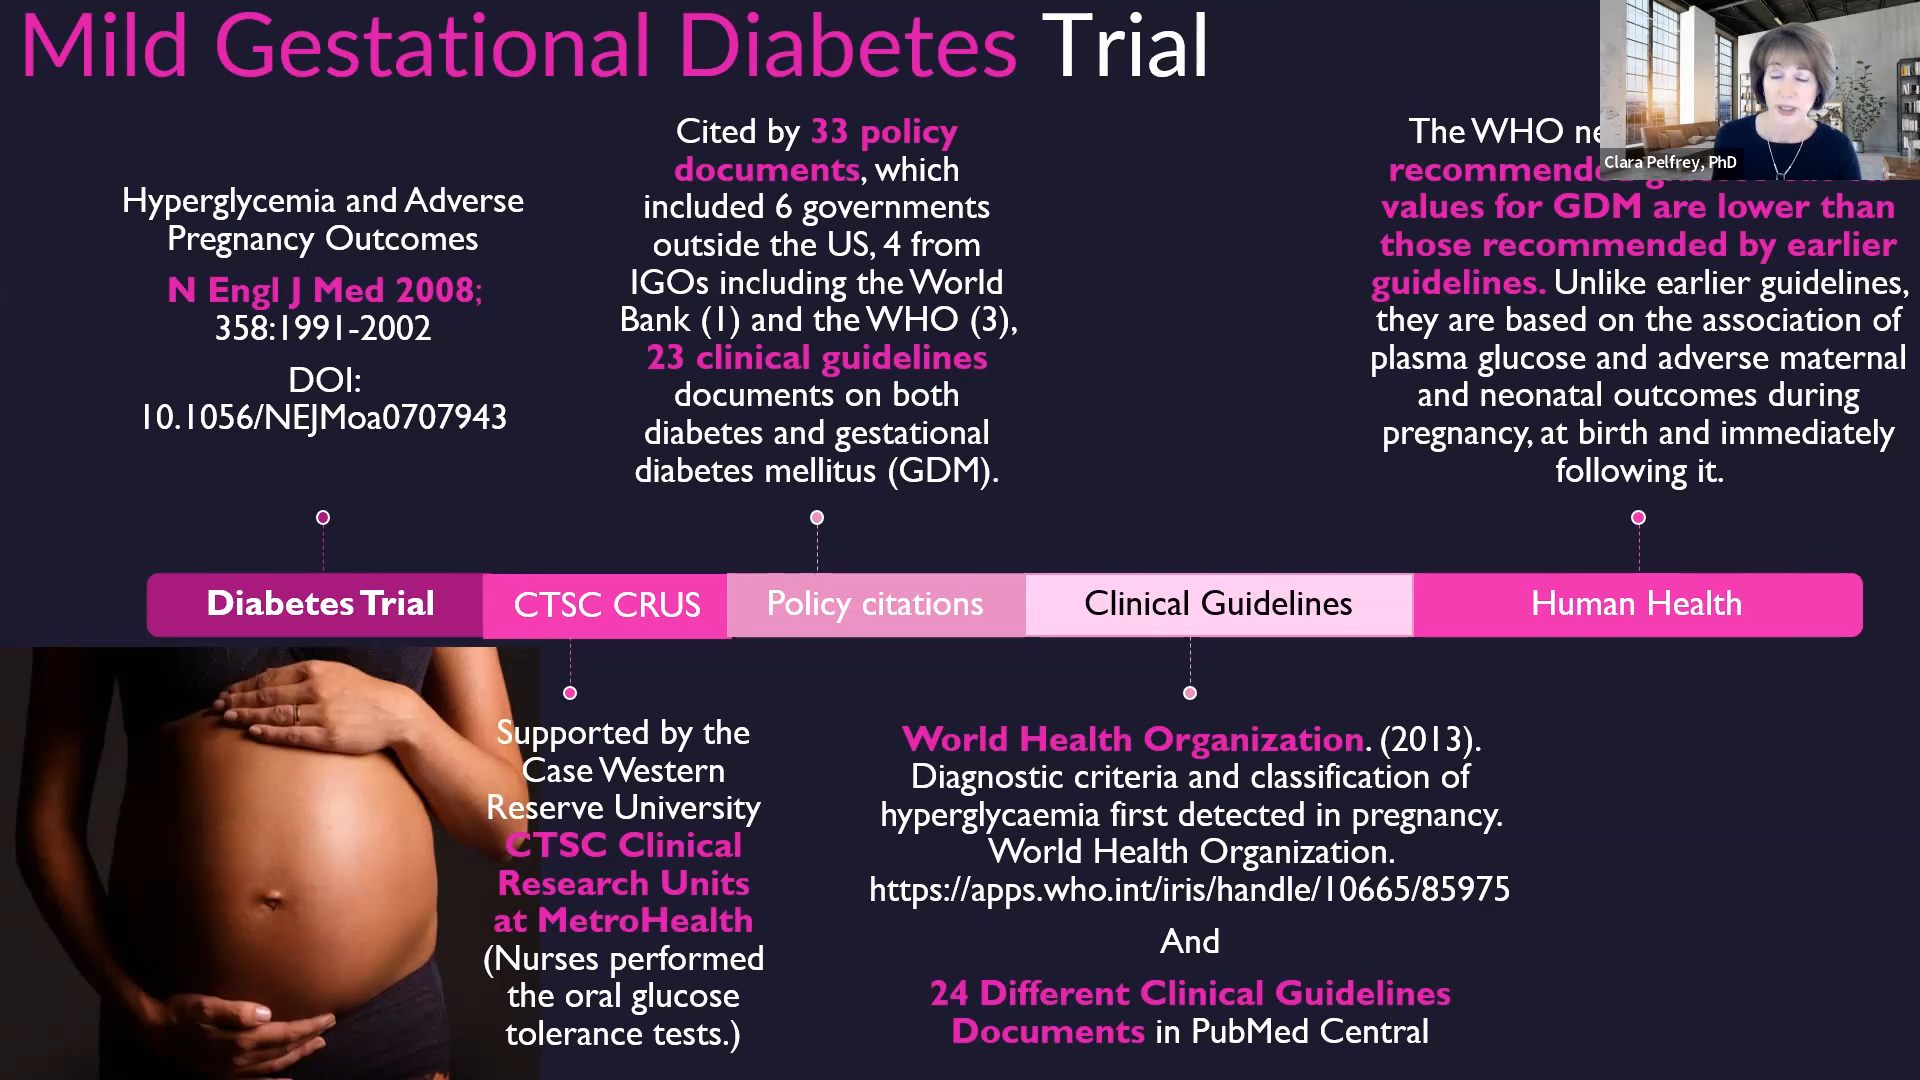 Mild Gestational Diabetes Trial
Clara Pelfrey, PhD
Hyperglycemia and Adverse
Pregnancy Outcomes
N Engl J Med 2008;
358:1991-2002
DOI:
10.1056/NEJMoa0707943
Cited by 33 policy
documents, which
included 6 governments
outside the US, 4 from
IGOs including the World
Bank (1) and the WHO (3),
23 clinical guidelines
documents on both
diabetes and gestational
diabetes mellitus (GDM).
The WHO
values for GDM are lower than
those recommended by earlier
guidelines. Unlike earlier guidelines,
they are based on the association of
plasma glucose and adverse maternal
and neonatal outcomes during
pregnancy, at birth and immediately
following it.
Diabetes Trial
CTSC CRUS
Policy citations
Clinical Guidelines
Human Health
Supported by the
Case Western
Reserve University
CTSC Clinical
Research Units
at MetroHealth
(Nurses performed
the oral glucose
tolerance tests.)
World Health Organization. (2013).
Diagnostic criteria and classification of
hyperglycaemia first detected in pregnancy.
World Health Organization.
https://apps.who.int/iris/handle/10665/85975
And
24 Different Clinical Guidelines
Documents in PubMed Central